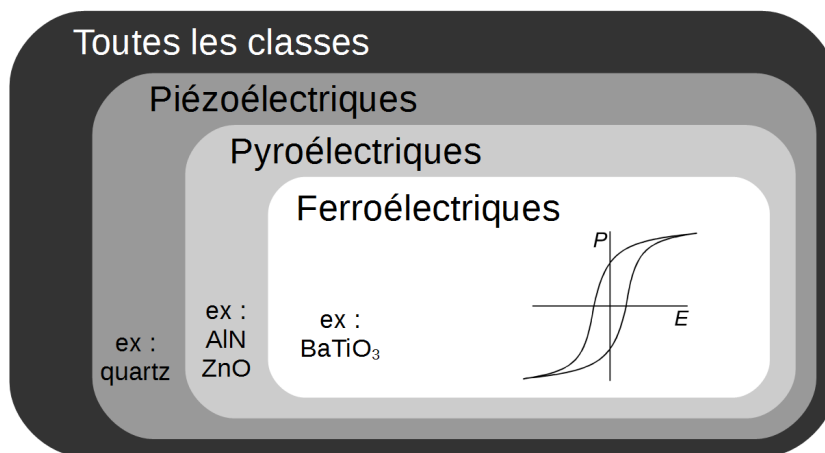 Toutes les classes
Piézoélectriques
Pyroélectriques
Ferroélectriques
P
E
ex :
quartz
ex :
AlN
ZnO
ex :
BaTiO₃